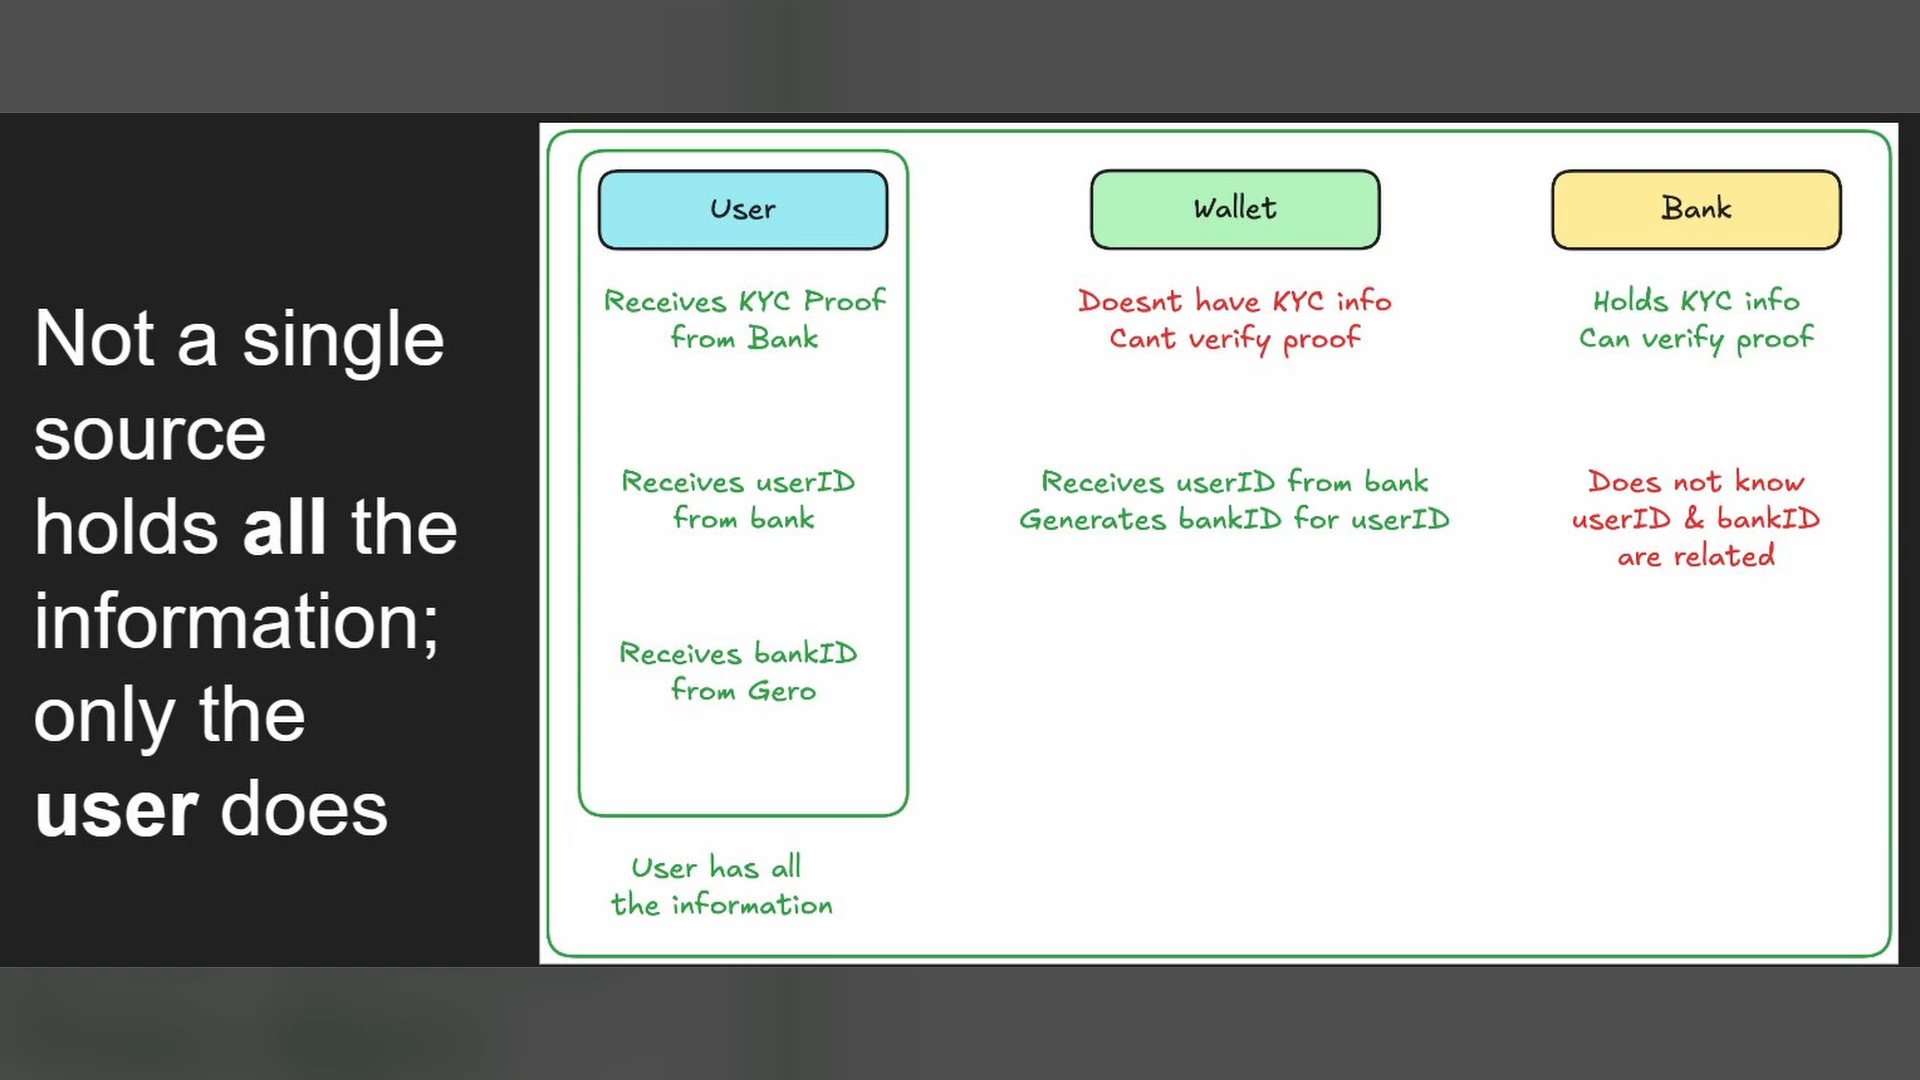 Not a single
source
holds all the
information;
only the
user does
User
Receives KYC Proof
from Bank
Receives userID
from bank
Receives bankID
from Gero
User has all
the information
Wallet
Doesnt have KYC info
Cant verify proof
Receives userID from bank
Generates bankID for userID
Bank
Holds KYC info
Can verify proof
Does not know
userID & bankID
are related